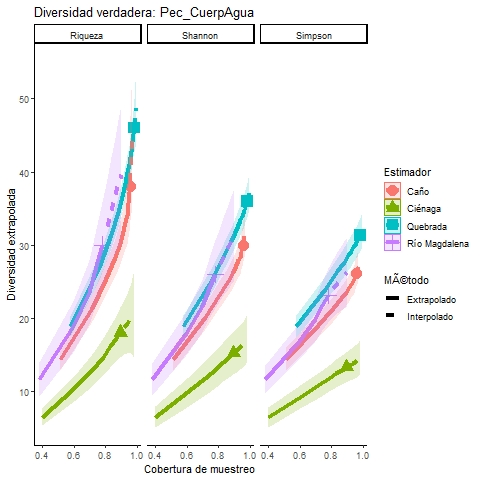 Diversidad verdadera: Pec_CuerpAgua
Riqueza
Shannon
Simpson
50
40
30
20
10
Diversidad extrapolada
0.4 0.6 0.8 1.0
0.4 0.6 0.8 1.0
0.4 0.6 0.8 1.0
Cobertura de muestreo
Estimador
Caño
Ciénaga
Quebrada
Río Magdalena
MÃ©todo
Extrapolado
Interpolado